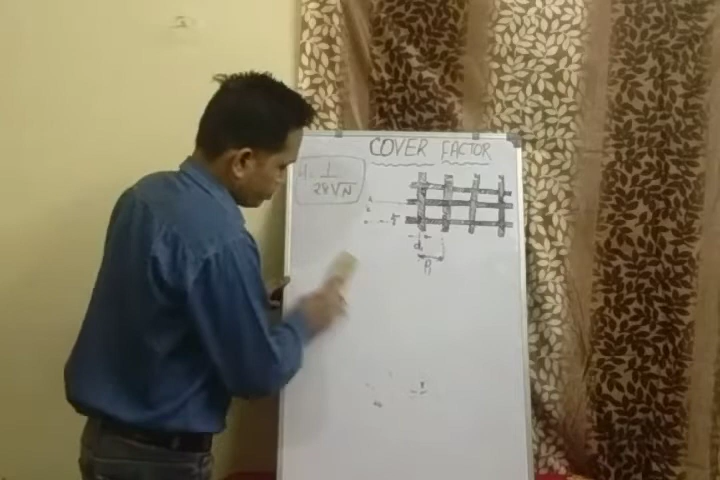 COVER FACTOR
d = 1
28√N
d
P